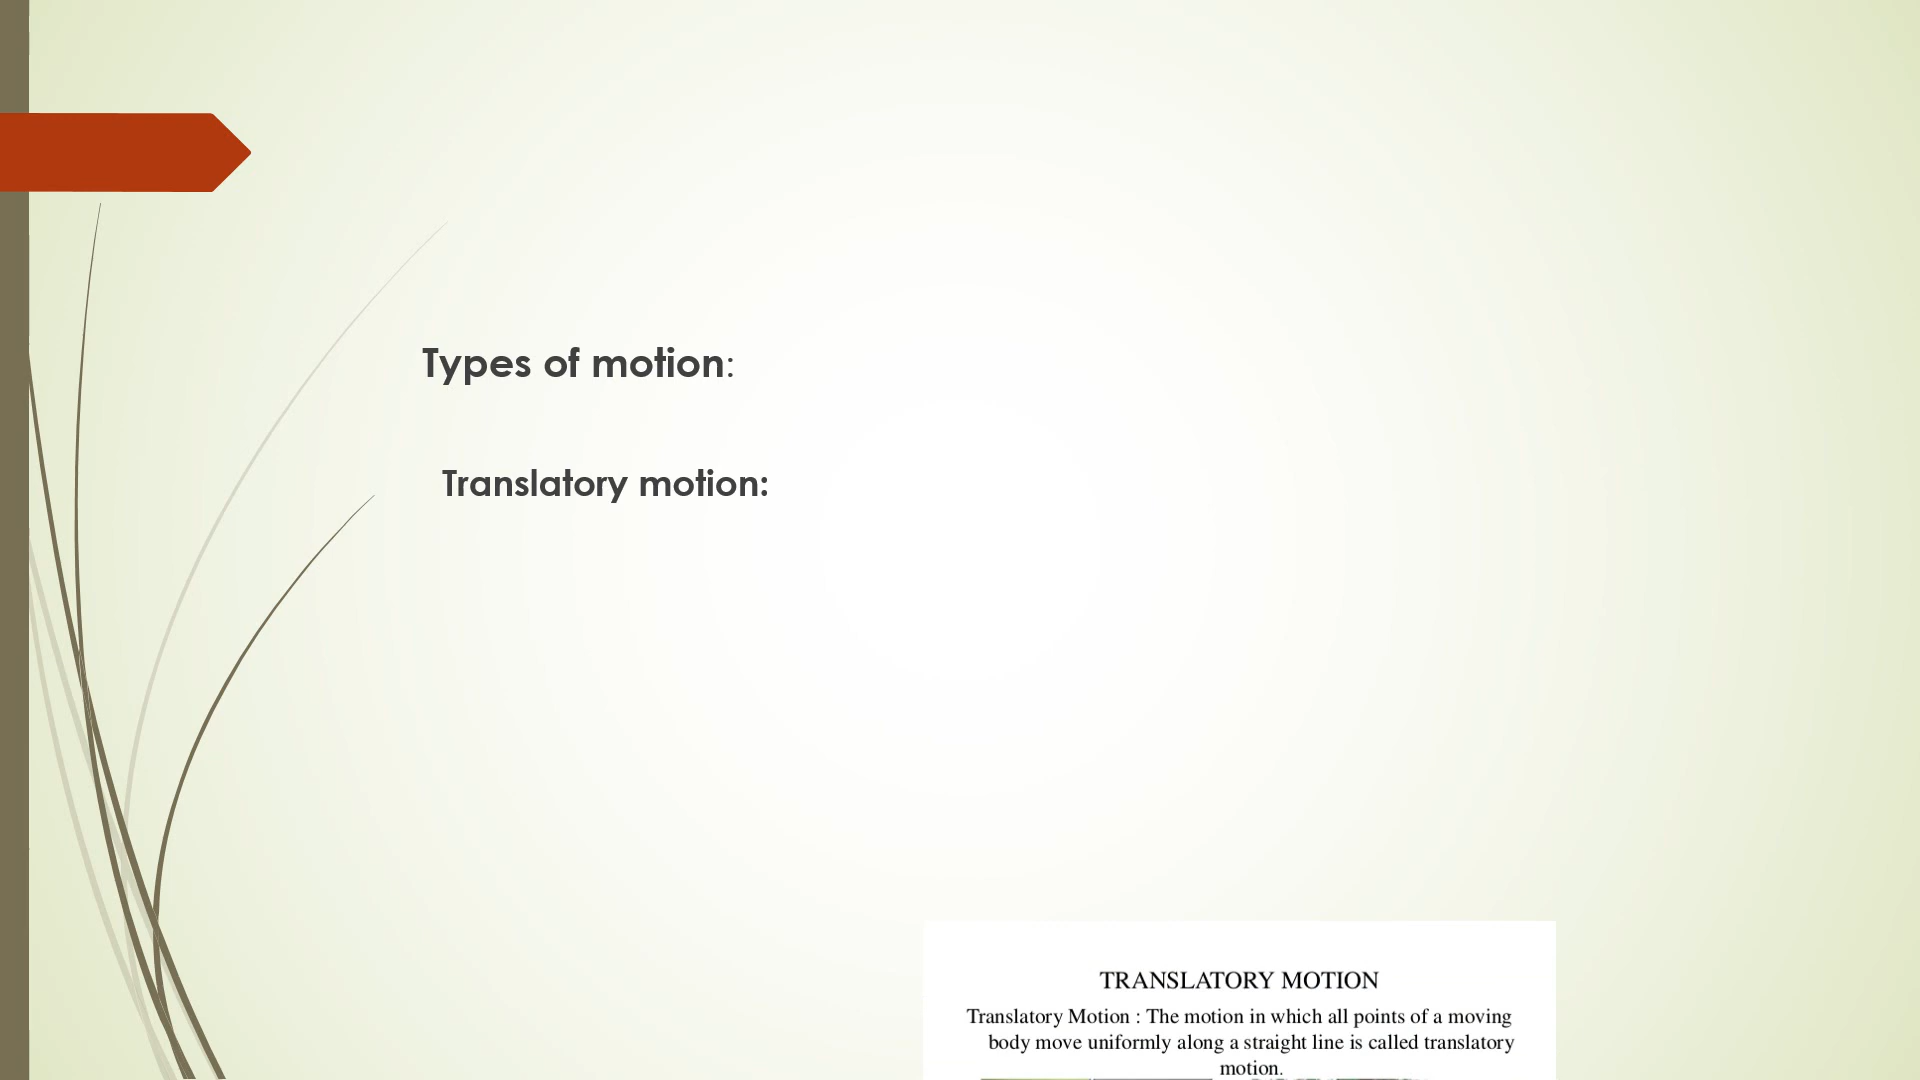 Types of motion:
Translatory motion:
TRANSLATORY MOTION
Translatory Motion : The motion in which all points of a moving
body move uniformly along a straight line is called translatory
motion.